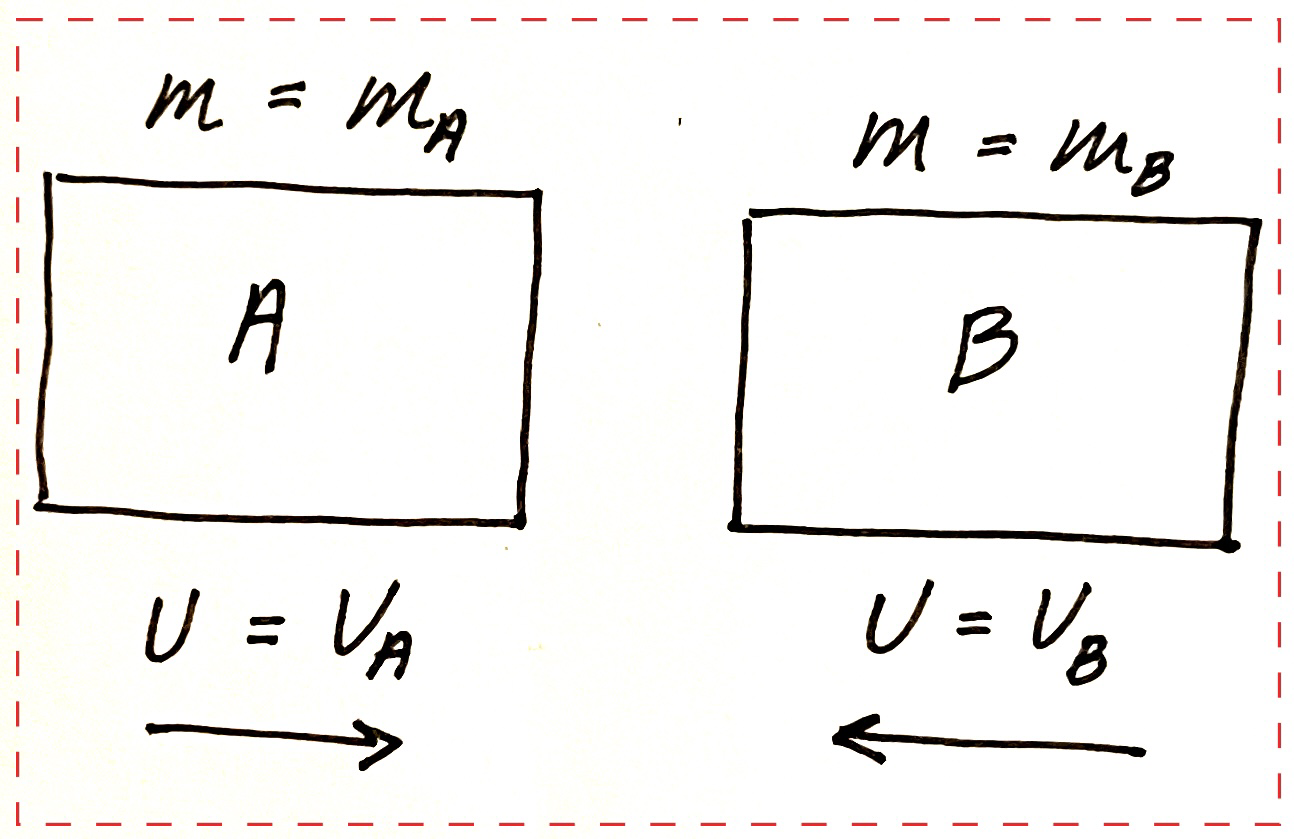 m = mA
m = mB
A
B
U = VA
U = VB